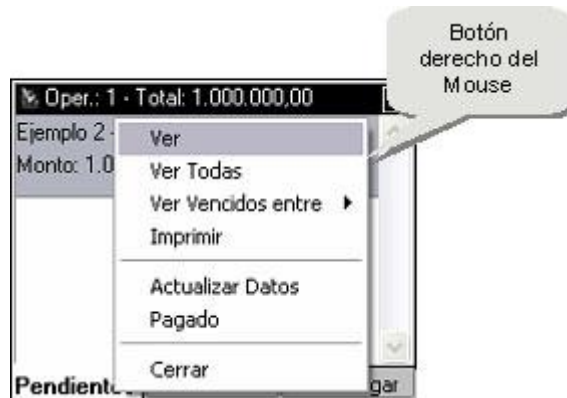 Botón
derecho del
Mouse
Oper.: 1 - Total: 1.000.000,00
Ejemplo 2 -
Monto: 1.0
Ver
Ver Todas
Ver Vencidos entre
Imprimir
Actualizar Datos
Pagado
Cerrar
Pendiente
gar